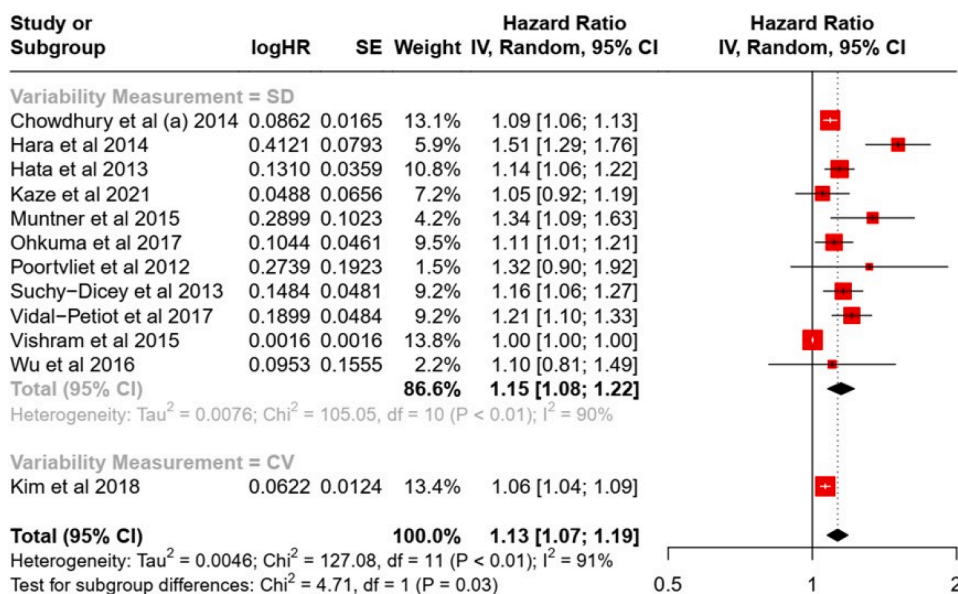 Study or Hazard Ratio Hazard Ratio
Subgroup logHR SE Weight IV, Random, 95% CI IV, Random, 95% CI
Variability Measurement = SD
Chowdhury et al (a) 2014 0.0862 0.0165 13.1% 1.09 [1.06; 1.13]
Hara et al 2014 0.4121 0.0793 5.9% 1.51 [1.29; 1.76]
Hata et al 2013 0.1310 0.0359 10.8% 1.14 [1.06; 1.22]
Kaze et al 2021 0.0488 0.0656 7.2% 1.05 [0.92; 1.19]
Muntner et al 2015 0.2899 0.1023 4.2% 1.34 [1.09; 1.63]
Ohkuma et al 2017 0.1044 0.0461 9.5% 1.11 [1.01; 1.21]
Poortvliet et al 2012 0.2739 0.1923 1.5% 1.32 [0.90; 1.92]
Suchy−Dicey et al 2013 0.1484 0.0481 9.2% 1.16 [1.06; 1.27]
Vidal−Petiot et al 2017 0.1899 0.0484 9.2% 1.21 [1.10; 1.33]
Vishram et al 2015 0.0016 0.0016 13.8% 1.00 [1.00; 1.00]
Wu et al 2016 0.0953 0.1555 2.2% 1.10 [0.81; 1.49]
Total (95% CI) 86.6% 1.15 [1.08; 1.22]
Heterogeneity: Tau² = 0.0076; Chi² = 105.05, df = 10 (P < 0.01); I² = 90%
Variability Measurement = CV
Kim et al 2018 0.0622 0.0124 13.4% 1.06 [1.04; 1.09]
Total (95% CI) 100.0% 1.13 [1.07; 1.19]
Heterogeneity: Tau² = 0.0046; Chi² = 127.08, df = 11 (P < 0.01); I² = 91%
Test for subgroup differences: Chi² = 4.71, df = 1 (P = 0.03) 0.5 1 2